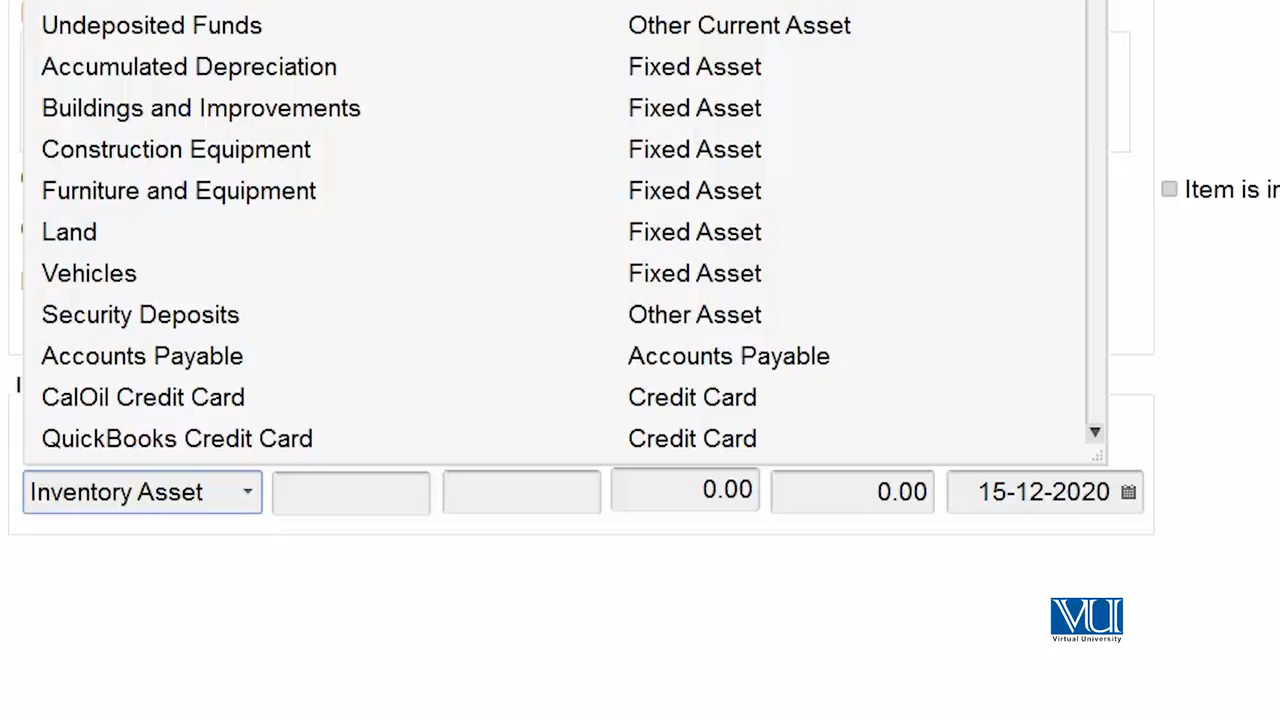 Undeposited Funds Other Current Asset
Accumulated Depreciation Fixed Asset
Buildings and Improvements Fixed Asset
Construction Equipment Fixed Asset
Furniture and Equipment Fixed Asset
Land Fixed Asset
Vehicles Fixed Asset
Security Deposits Other Asset
Accounts Payable Accounts Payable
CalOil Credit Card Credit Card
QuickBooks Credit Card Credit Card
Item is
Inventory Asset 0.00 0.00 15-12-2020
VU
Virtual University